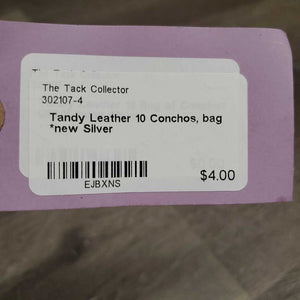 The Tack Collector
302107-4
Tandy Leather 10 Conchos, bag
*new Silver
EJBXNS
$4.00